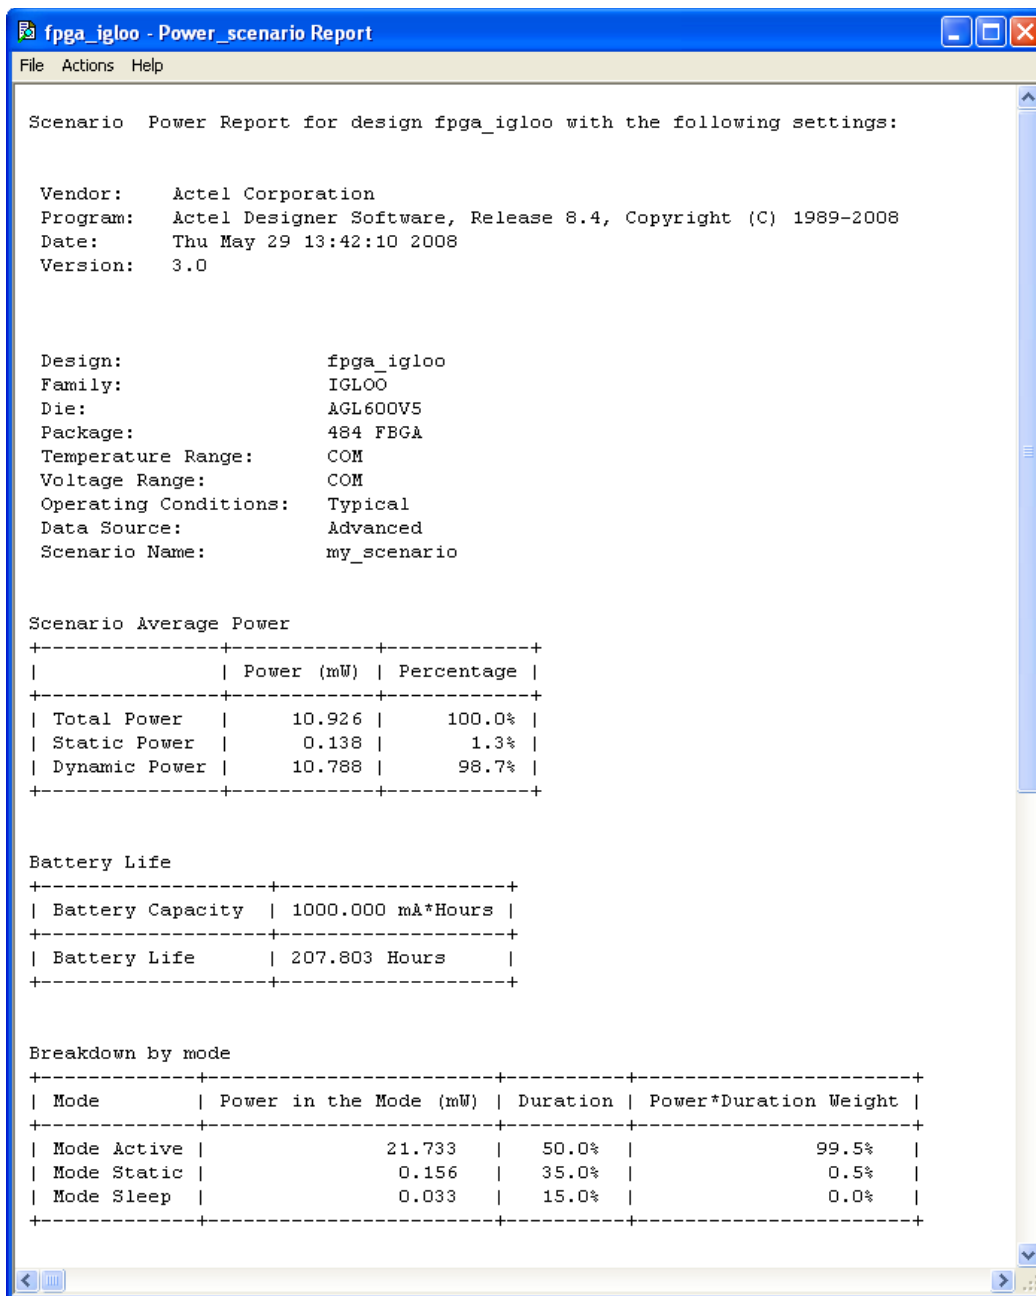 fpga_igloo - Power_scenario Report
File Actions Help
Scenario  Power Report for design fpga_igloo with the following settings:
Vendor:    Actel Corporation
Program:   Actel Designer Software, Release 8.4, Copyright (C) 1989-2008
Date:      Thu May 29 13:42:10 2008
Version:   3.0
Design:                 fpga_igloo
Family:                 IGLOO
Die:                    AGL600V5
Package:                484 FBGA
Temperature Range:      COM
Voltage Range:          COM
Operating Conditions:   Typical
Data Source:            Advanced
Scenario Name:          my_scenario
Scenario Average Power
+---------------+------------+------------+
|               | Power (mW) | Percentage |
+---------------+------------+------------+
| Total Power   |     10.926 |     100.0% |
| Static Power  |      0.138 |       1.3% |
| Dynamic Power |     10.788 |      98.7% |
+---------------+------------+------------+
Battery Life
+-------------------+-------------------+
| Battery Capacity  | 1000.000 mA*Hours |
+-------------------+-------------------+
| Battery Life      | 207.803 Hours     |
+-------------------+-------------------+
Breakdown by mode
+-------------+------------------------+----------+-----------------------+
| Mode        | Power in the Mode (mW) | Duration | Power*Duration Weight |
+-------------+------------------------+----------+-----------------------+
| Mode Active |               21.733   |   50.0%  |               99.5%   |
| Mode Static |                0.156   |   35.0%  |                0.5%   |
| Mode Sleep  |                0.033   |   15.0%  |                0.0%   |
+-------------+------------------------+----------+-----------------------+